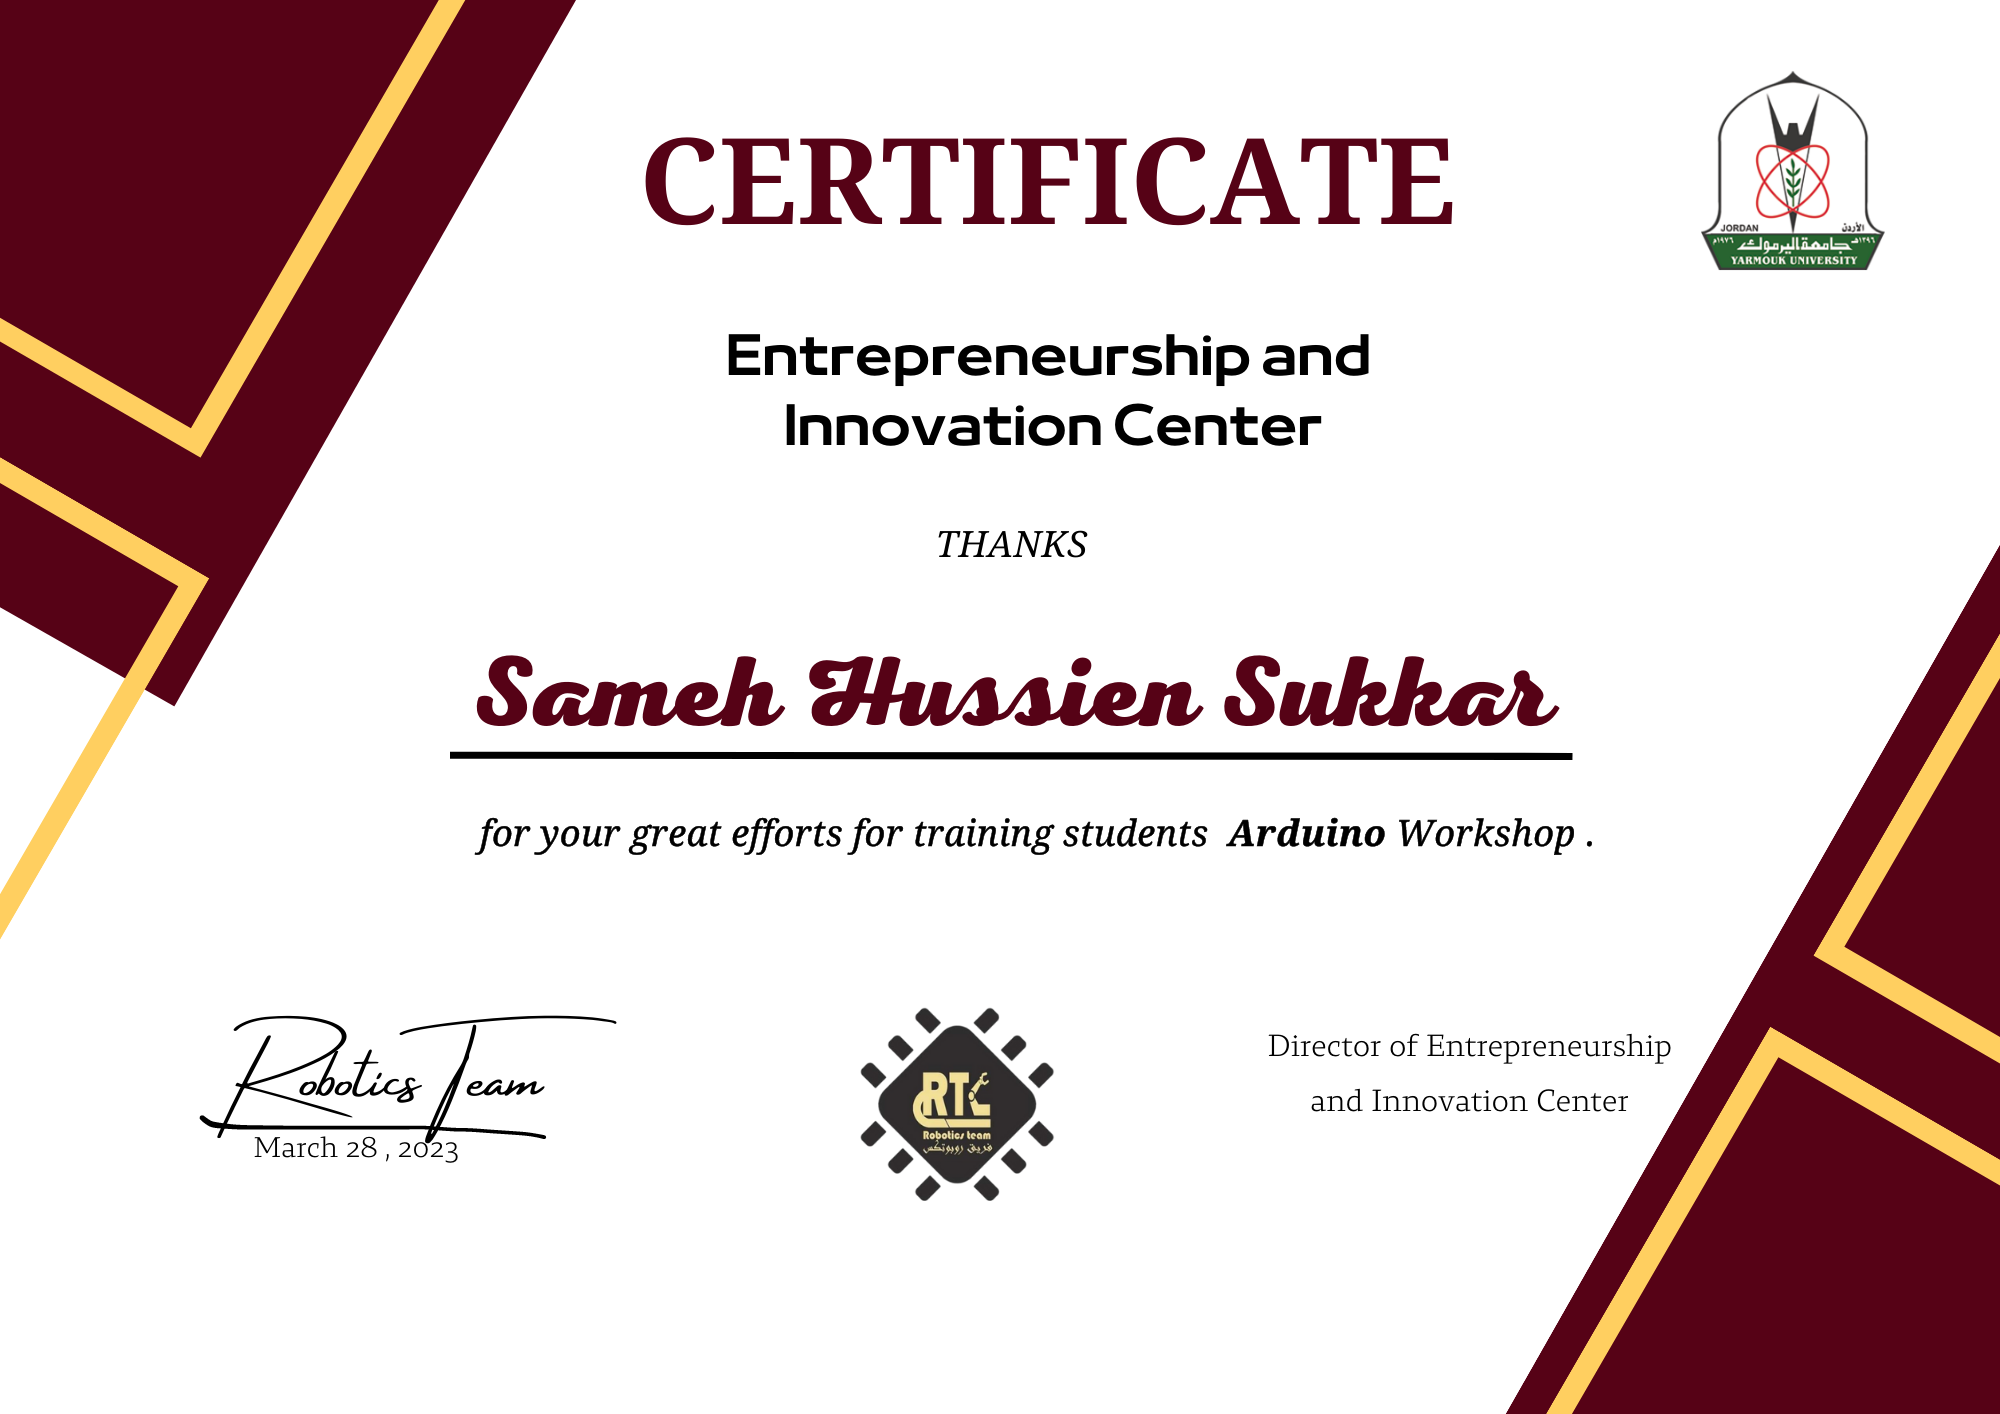 CERTIFICATE
JORDAN الأردن
١٩٧٦م جامعة اليرموك ١٣٩٦هـ
YARMOUK UNIVERSITY
Entrepreneurship and
Innovation Center
THANKS
Sameh Hussien Sukkar
for your great efforts for training students Arduino Workshop .
Robotics Team
March 28 , 2023
RT
Robotics team
فريق روبوتكس
Director of Entrepreneurship
and Innovation Center